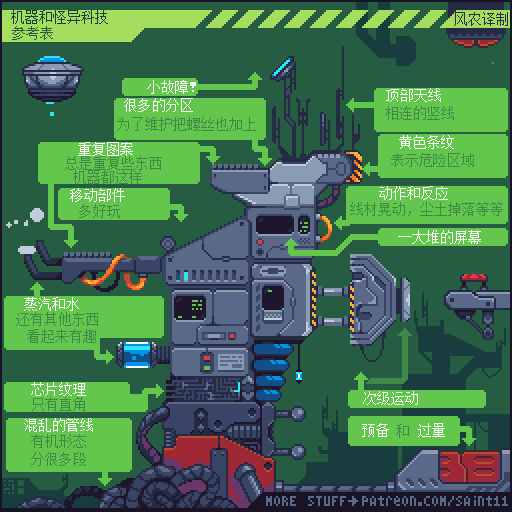 机器和怪异科技
参考表
风农译制
小故障!
很多的分区
为了维护把螺丝也加上
顶部天线
相连的竖线
重复图案
总是重复些东西
机器都这样
黄色条纹
表示危险区域
移动部件
多好玩
动作和反应
线材晃动，尘土掉落等等
一大堆的屏幕
蒸汽和水
还有其他东西
看起来有趣
芯片纹理
只有直角
次级运动
混乱的管线
有机形态
分很多段
预备 和 过量
MORE STUFF→PATREON.COM/SAINT11